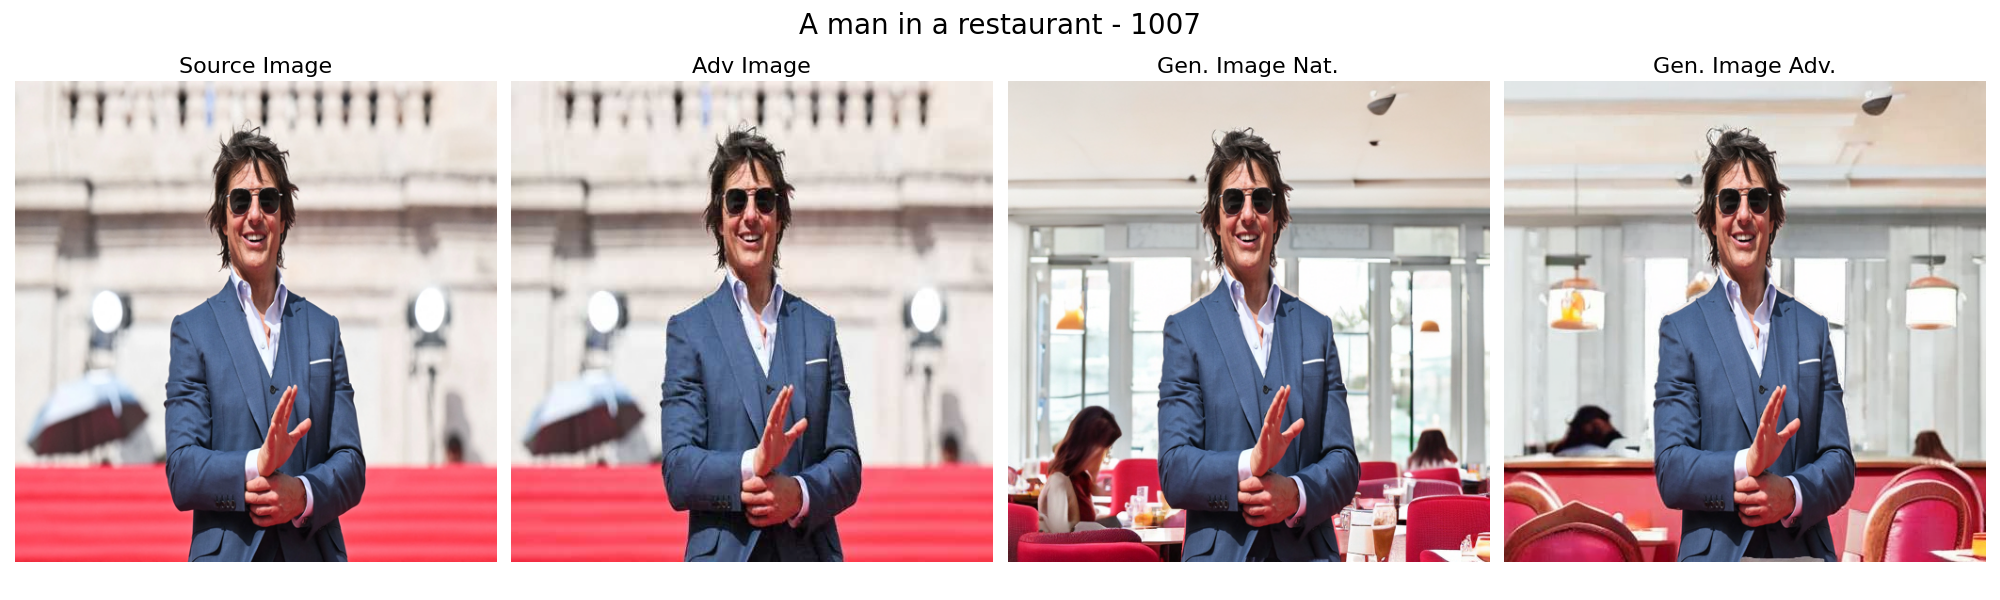 A man in a restaurant - 1007
Source Image
Adv Image
Gen. Image Nat.
Gen. Image Adv.